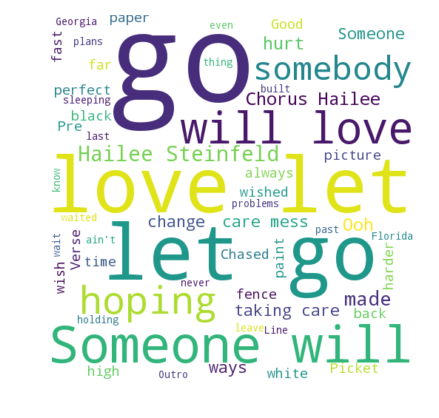 Georgia paper Good Someone
plans go even hurt
fast far thing somebody
perfect built
sleeping Chorus Hailee
black
Pre last will love
Hailee Steinfeld picture
know love always let
wished
waited problems
change care mess Ooh
wait ain't Verse let go Chased paint past Florida
wish time go harder
never fence
hoping taking care made
holding leave Line back
Someone will
high Outro ways white Picket